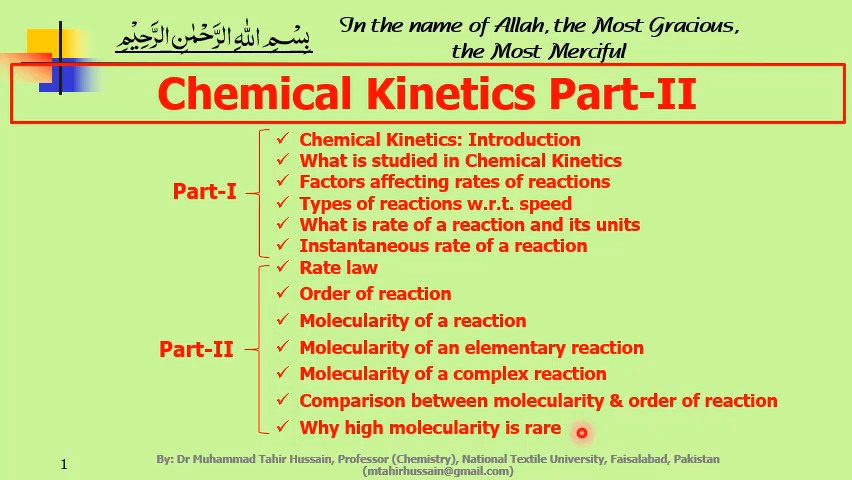 بِسْمِ اللهِ الرَّحْمٰنِ الرَّحِيْمِ
In the name of Allah, the Most Gracious,
the Most Merciful
Chemical Kinetics Part-II
Part-I
✓ Chemical Kinetics: Introduction
✓ What is studied in Chemical Kinetics
✓ Factors affecting rates of reactions
✓ Types of reactions w.r.t. speed
✓ What is rate of a reaction and its units
✓ Instantaneous rate of a reaction
Part-II
✓ Rate law
✓ Order of reaction
✓ Molecularity of a reaction
✓ Molecularity of an elementary reaction
✓ Molecularity of a complex reaction
✓ Comparison between molecularity & order of reaction
✓ Why high molecularity is rare
1
By: Dr Muhammad Tahir Hussain, Professor (Chemistry), National Textile University, Faisalabad, Pakistan
(mtahirhussain@gmail.com)